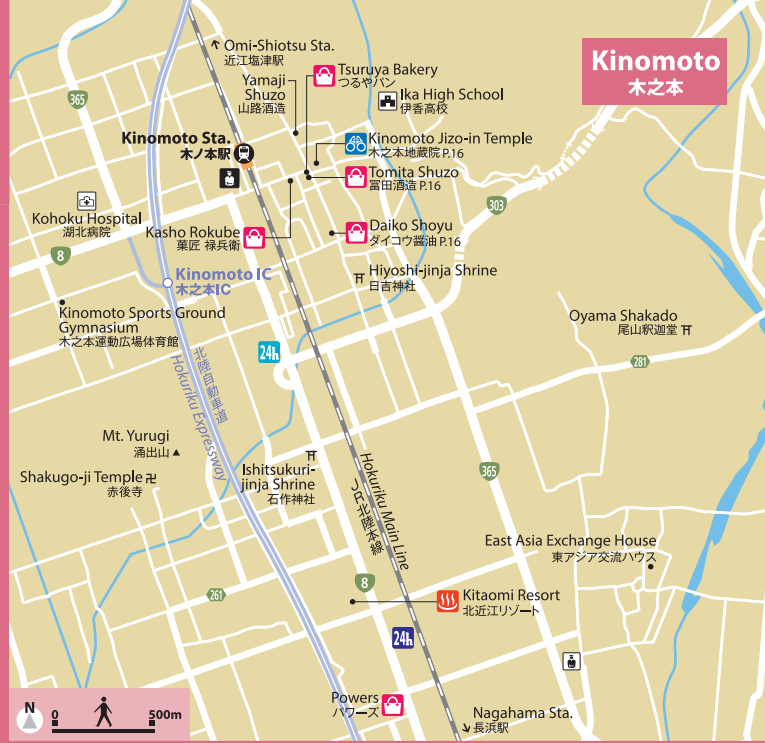 Kinomoto
木之本
Omi-Shiotsu Sta.
近江塩津駅
Tsuruya Bakery
つるやパン
Yamaji
Shuzo
山路酒造
Ika High School
伊香高校
365
Kinomoto Sta.
木ノ本駅
Kinomoto Jizo-in Temple
木之本地蔵院 P.16
Tomita Shuzo
冨田酒造 P.16
303
Kohoku Hospital
湖北病院
Kasho Rokube
菓匠 禄兵衛
Daiko Shoyu
ダイコウ醤油 P.16
8
Kinomoto IC
木之本IC
Hiyoshi-jinja Shrine
日吉神社
Kinomoto Sports Ground
Gymnasium
木之本運動広場体育館
Oyama Shakado
尾山釈迦堂
24h
281
北陸自動車道
Hokuriku Expressway
Mt. Yurugi
涌出山
Shakugo-ji Temple
赤後寺
Ishitsukuri-
jinja Shrine
石作神社
Hokuriku Main Line
JR北陸本線
365
East Asia Exchange House
東アジア交流ハウス
8
261
Kitaomi Resort
北近江リゾート
24h
Powers
パワーズ
Nagahama Sta.
長浜駅
N
0
500m